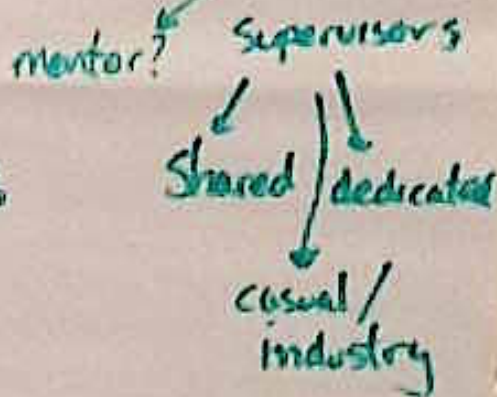 mentor?
supervisors
Shared
dedicated
casual /
industry